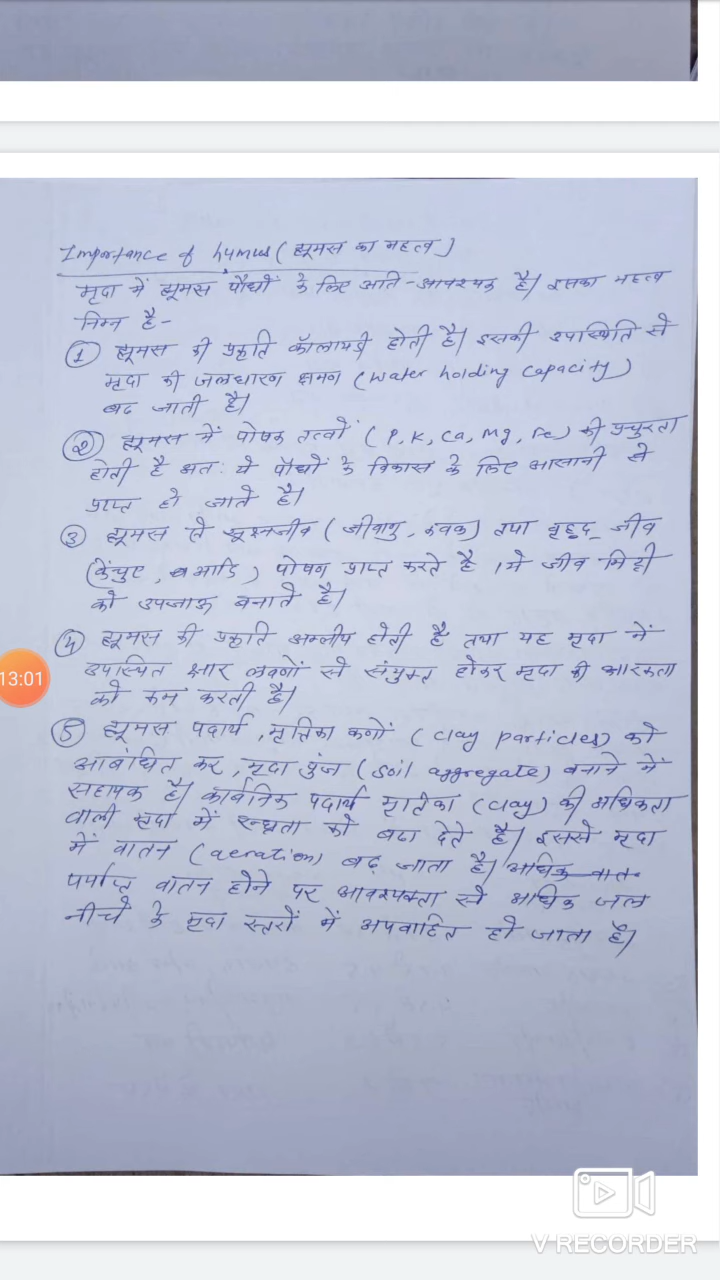 Importance of humus (ह्यूमस का महत्व)
मृदा में ह्यूमस पौधों के लिए अति-आवश्यक है। इसका महत्व
निम्न है-
① ह्यूमस की प्रकृति कॉलायडी होती है। इसकी उपस्थिति से
मृदा की जलधारण क्षमता (Water holding capacity)
बढ जाती है।
② ह्यूमस में पोषक तत्वों (P, K, Ca, Mg, Fe) की प्रचुरता
होती है अतः ये पौधों के विकास के लिए आसानी से
प्राप्त हो जाते है।
③ ह्यूमस से सूक्ष्मजीव (जीवाणु, कवक) तथा वृहद जीव
(केंचुए, आदि) पोषण प्राप्त करते है, ये जीव मिट्टी
को उपजाऊ बनाते है।
④ ह्यूमस की प्रकृति अम्लीय होती है तथा यह मृदा में
उपस्थित क्षार लवणों से संयुक्त होकर मृदा की
को कम करती है।
⑤ ह्यूमस पदार्थ, मृतिका कणों (clay particles) को
आबंधित कर, मृदा पुंज (soil aggregate) बनाने में
सहायक है। कार्बनिक पदार्थ मृतिका (clay) की अधिकता
वाली मृदा में रन्ध्रता को बढा देते है। इससे मृदा
में वातन (aeration) बढ़ जाता है। अधिक वात
पर्याप्त वातन होने पर आवश्यकता से अधिक जल
नीचे के मृदा स्तरों में अपवाहित हो जाता है।
13:01
V RECORDER